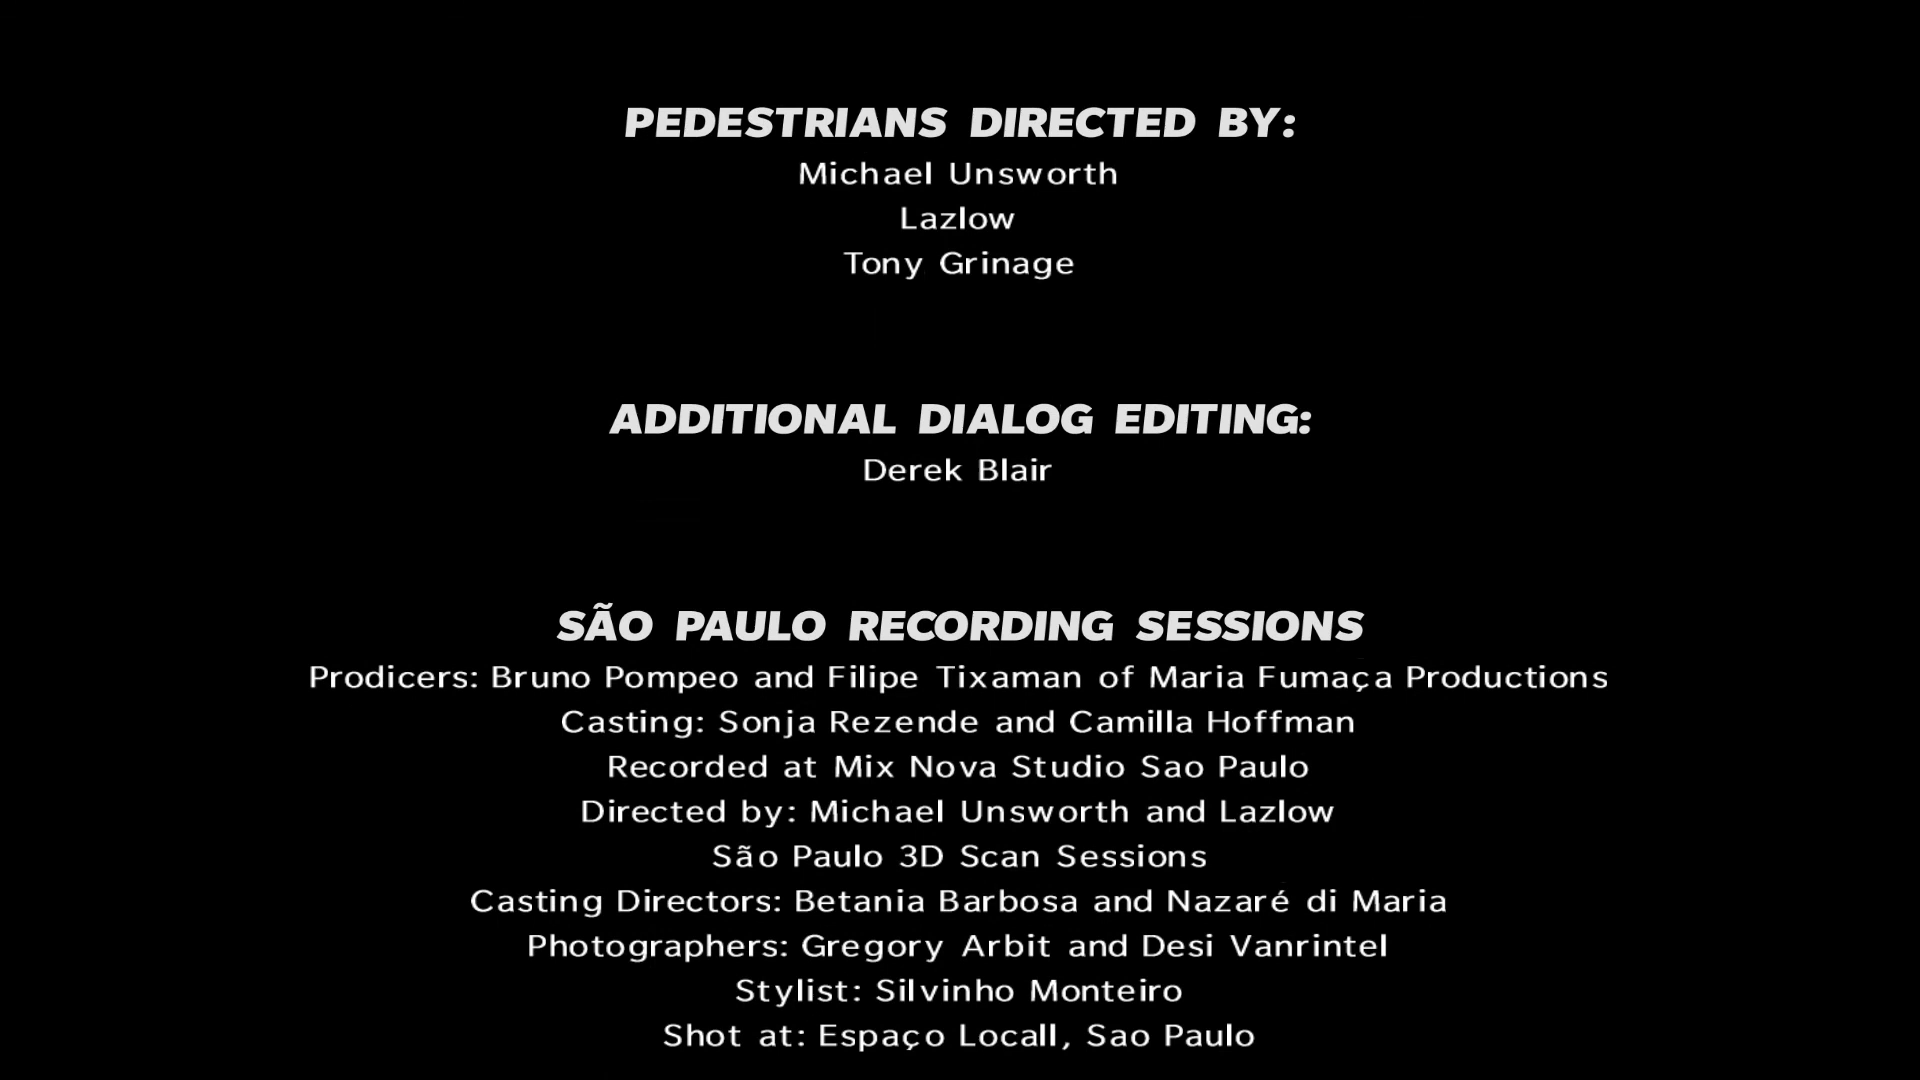 PEDESTRIANS DIRECTED BY:
Michael Unsworth
Lazlow
Tony Grinage
ADDITIONAL DIALOG EDITING:
Derek Blair
SÃO PAULO RECORDING SESSIONS
Prodicers: Bruno Pompeo and Filipe Tixaman of Maria Fumaça Productions
Casting: Sonja Rezende and Camilla Hoffman
Recorded at Mix Nova Studio Sao Paulo
Directed by: Michael Unsworth and Lazlow
São Paulo 3D Scan Sessions
Casting Directors: Betania Barbosa and Nazaré di Maria
Photographers: Gregory Arbit and Desi Vanrintel
Stylist: Silvinho Monteiro
Shot at: Espaço Locall, Sao Paulo